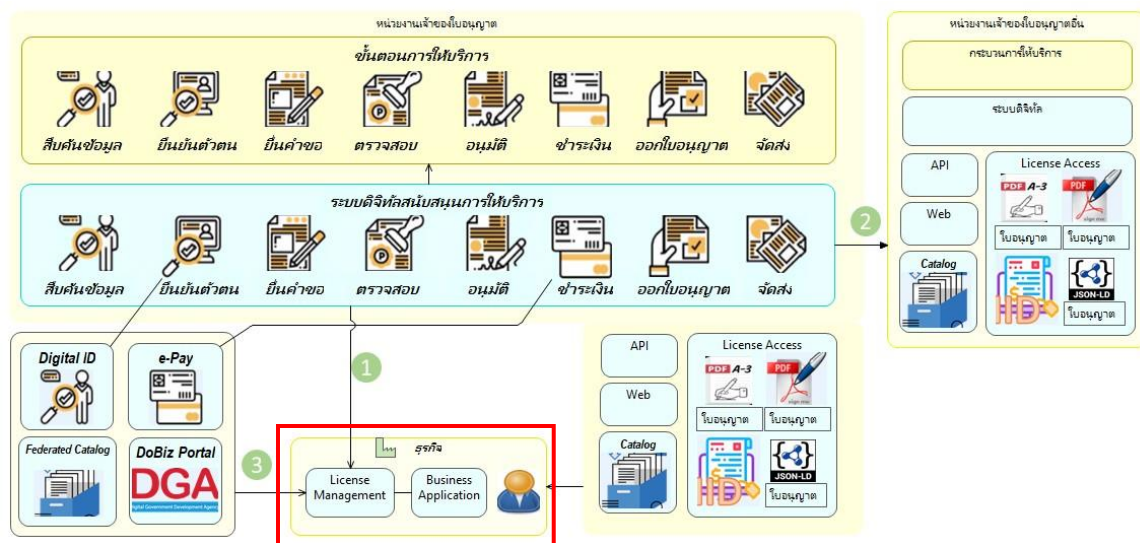 หน่วยงานเจ้าของใบอนุญาต
ขั้นตอนการให้บริการ
สืบค้นข้อมูล ยืนยันตัวตน ยื่นคำขอ ตรวจสอบ อนุมัติ ชำระเงิน ออกใบอนุญาต จัดส่ง
ระบบดิจิทัลสนับสนุนการให้บริการ
สืบค้นข้อมูล ยืนยันตัวตน ยื่นคำขอ ตรวจสอบ อนุมัติ ชำระเงิน ออกใบอนุญาต จัดส่ง
2
หน่วยงานเจ้าของใบอนุญาตอื่น
กระบวนการให้บริการ
ระบบดิจิทัล
API
Web
Catalog
License Access
PDF A-3
PDF
ใบอนุญาต ใบอนุญาต
IID
JSON-LD
ใบอนุญาต
Digital ID
e-Pay
Federated Catalog
DoBiz Portal
DGA
Digital Government Development Agency
1
3
ธุรกิจ
License
Management
Business
Application
API
Web
Catalog
License Access
PDF A-3
PDF
ใบอนุญาต ใบอนุญาต
IID
JSON-LD
ใบอนุญาต